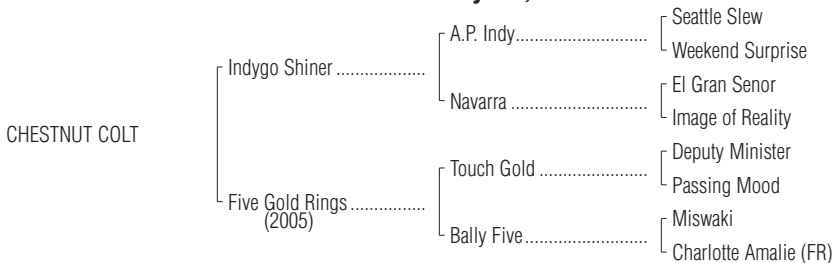 Seattle Slew
A.P. Indy
Weekend Surprise
Indygo Shiner
El Gran Senor
Navarra
Image of Reality
CHESTNUT COLT
Deputy Minister
Touch Gold
Passing Mood
Five Gold Rings
(2005)
Miswaki
Bally Five
Charlotte Amalie (FR)